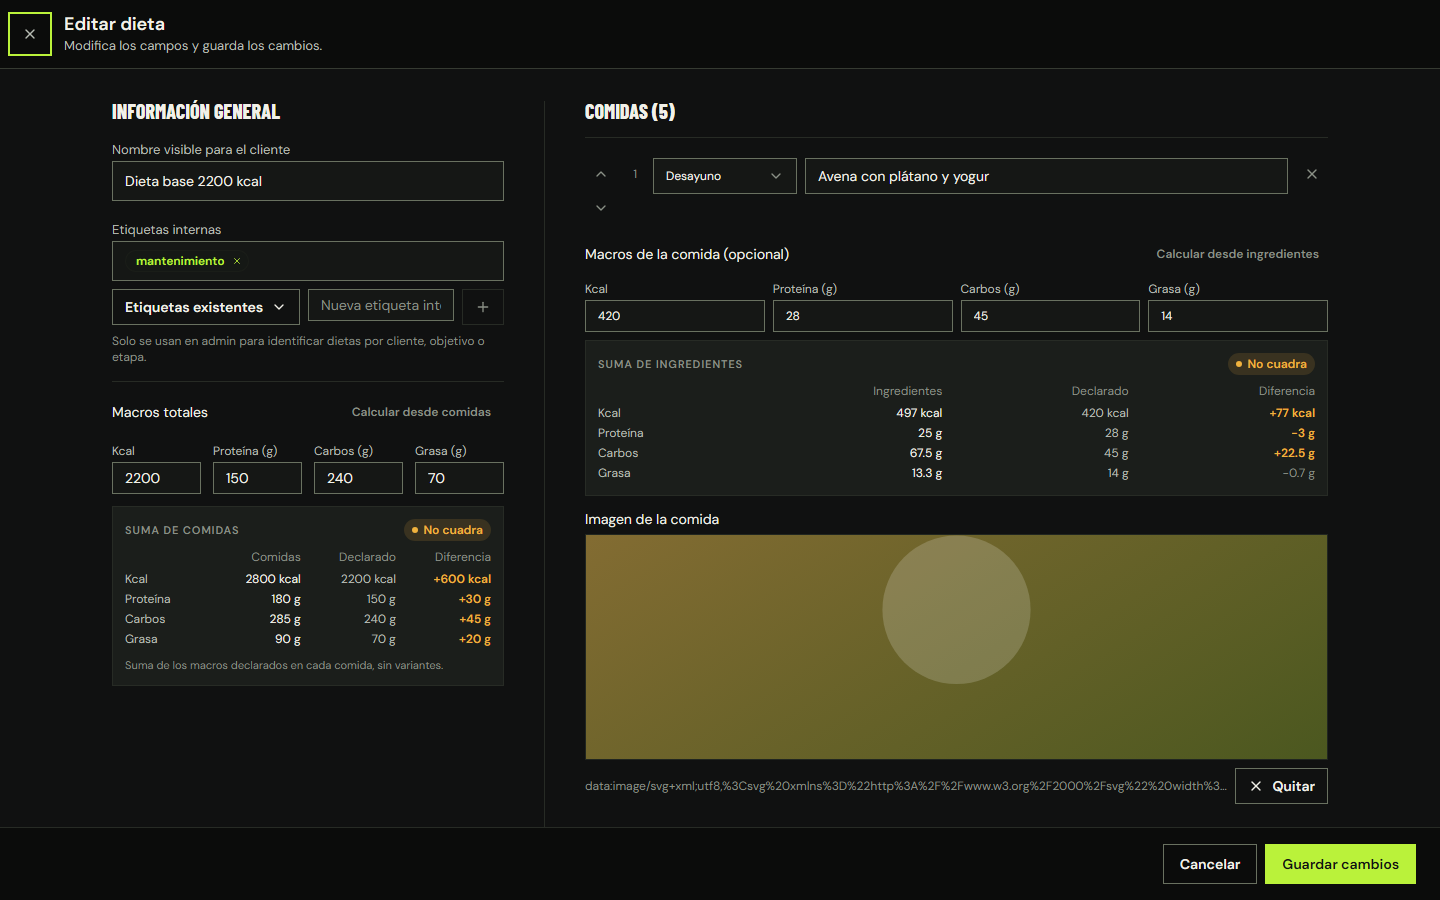 Editar dieta
Modifica los campos y guarda los cambios.
INFORMACIÓN GENERAL
Nombre visible para el cliente
Dieta base 2200 kcal
Etiquetas internas
mantenimiento
Etiquetas existentes
Nueva etiqueta int
Solo se usan en admin para identificar dietas por cliente, objetivo o
etapa.
Macros totales Calcular desde comidas
Kcal Proteína (g) Carbos (g) Grasa (g)
2200 150 240 70
SUMA DE COMIDAS No cuadra
Comidas Declarado Diferencia
Kcal 2800 kcal 2200 kcal +600 kcal
Proteína 180 g 150 g +30 g
Carbos 285 g 240 g +45 g
Grasa 90 g 70 g +20 g
Suma de los macros declarados en cada comida, sin variantes.
COMIDAS (5)
1 Desayuno Avena con plátano y yogur
Macros de la comida (opcional) Calcular desde ingredientes
Kcal Proteína (g) Carbos (g) Grasa (g)
420 28 45 14
SUMA DE INGREDIENTES No cuadra
Ingredientes Declarado Diferencia
Kcal 497 kcal 420 kcal +77 kcal
Proteína 25 g 28 g -3 g
Carbos 67.5 g 45 g +22.5 g
Grasa 13.3 g 14 g -0.7 g
Imagen de la comida
data:image/svg+xml;utf8,%3Csvg%20xmlns%3D%22http%3A%2F%2Fwww.w3.org%2F2000%2Fsvg%22%20width%3...
Quitar
Cancelar Guardar cambios